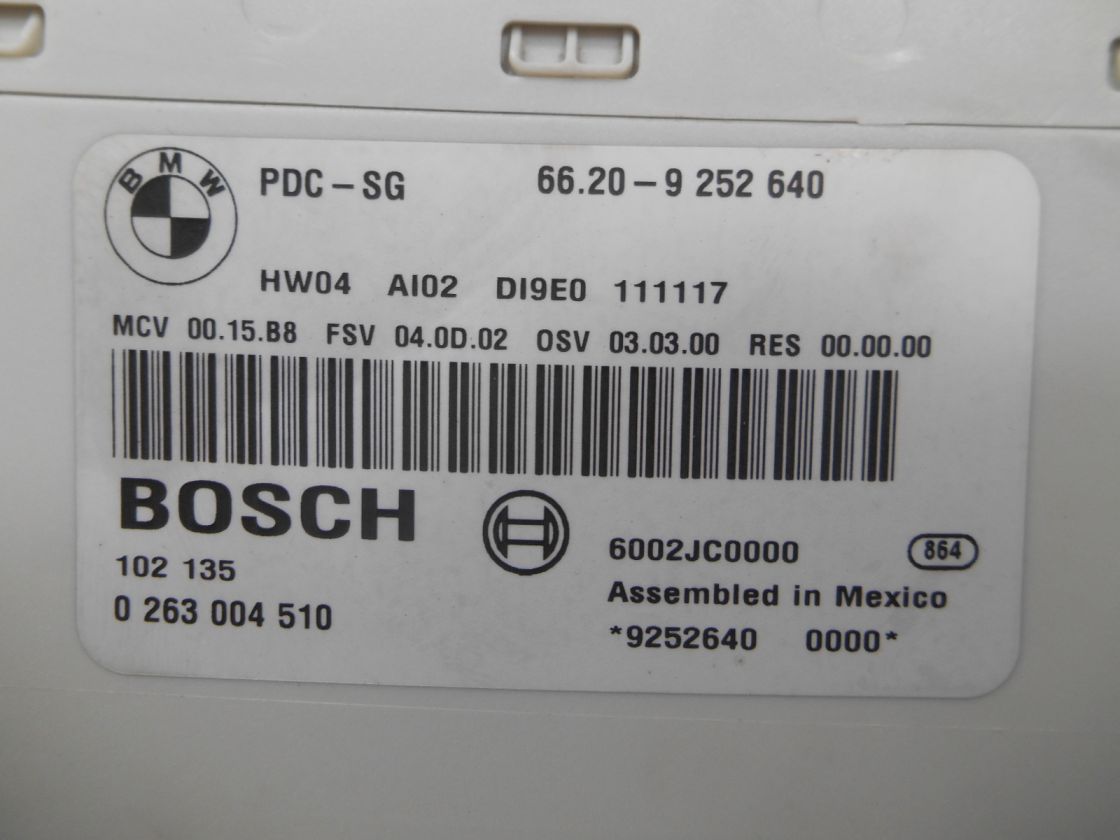 BMW
PDC-SG 66.20-9 252 640
HW04 AI02 DI9E0 111117
MCV 00.15.B8 FSV 04.0D.02 OSV 03.03.00 RES 00.00.00
BOSCH
102 135
0 263 004 510
6002JC0000 864
Assembled in Mexico
*9252640 0000*